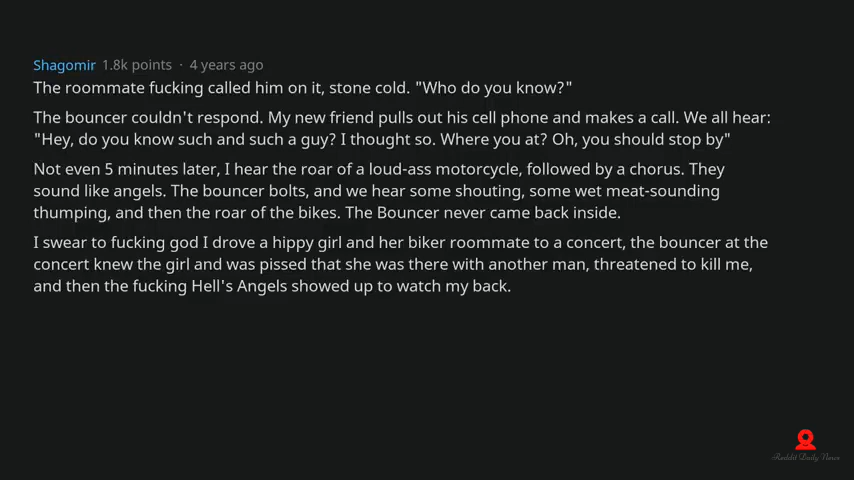 Shagomir 1.8k points · 4 years ago
The roommate fucking called him on it, stone cold. "Who do you know?"
The bouncer couldn't respond. My new friend pulls out his cell phone and makes a call. We all hear:
"Hey, do you know such and such a guy? I thought so. Where you at? Oh, you should stop by"
Not even 5 minutes later, I hear the roar of a loud-ass motorcycle, followed by a chorus. They
sound like angels. The bouncer bolts, and we hear some shouting, some wet meat-sounding
thumping, and then the roar of the bikes. The Bouncer never came back inside.
I swear to fucking god I drove a hippy girl and her biker roommate to a concert, the bouncer at the
concert knew the girl and was pissed that she was there with another man, threatened to kill me,
and then the fucking Hell's Angels showed up to watch my back.
Reddit Daily News